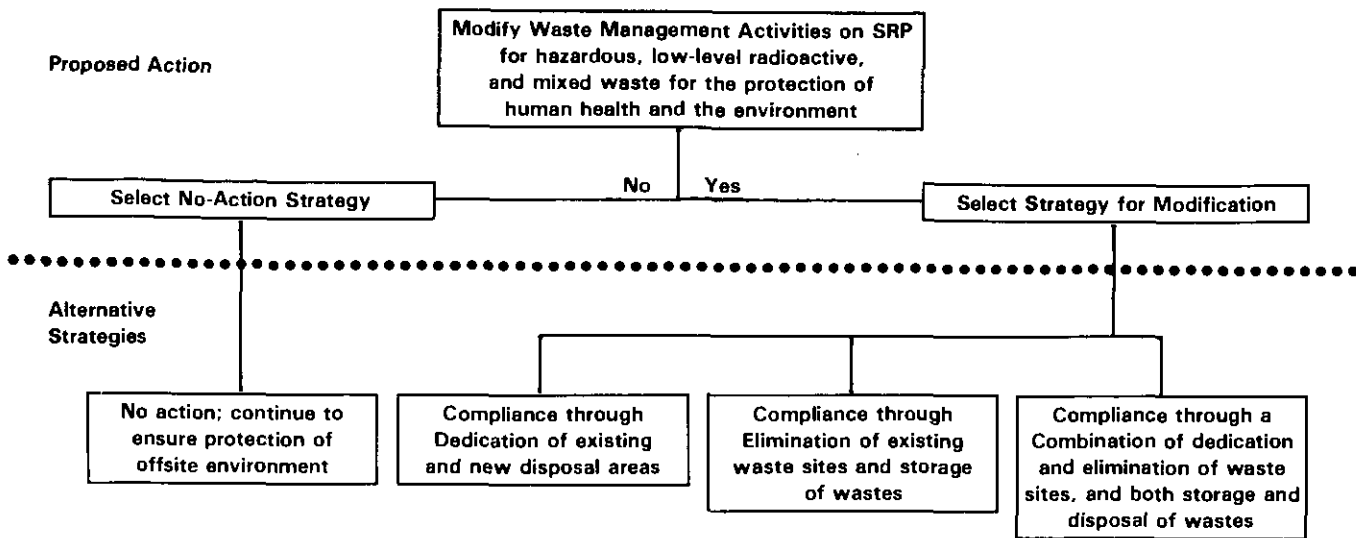 Proposed Action
Modify Waste Management Activities on SRP
for hazardous, low-level radioactive,
and mixed waste for the protection of
human health and the environment
No
Yes
Select No-Action Strategy
Select Strategy for Modification
Alternative
Strategies
No action; continue to
ensure protection of
offsite environment
Compliance through
Dedication of existing
and new disposal areas
Compliance through
Elimination of existing
waste sites and storage
of wastes
Compliance through a
Combination of dedication
and elimination of waste
sites, and both storage and
disposal of wastes